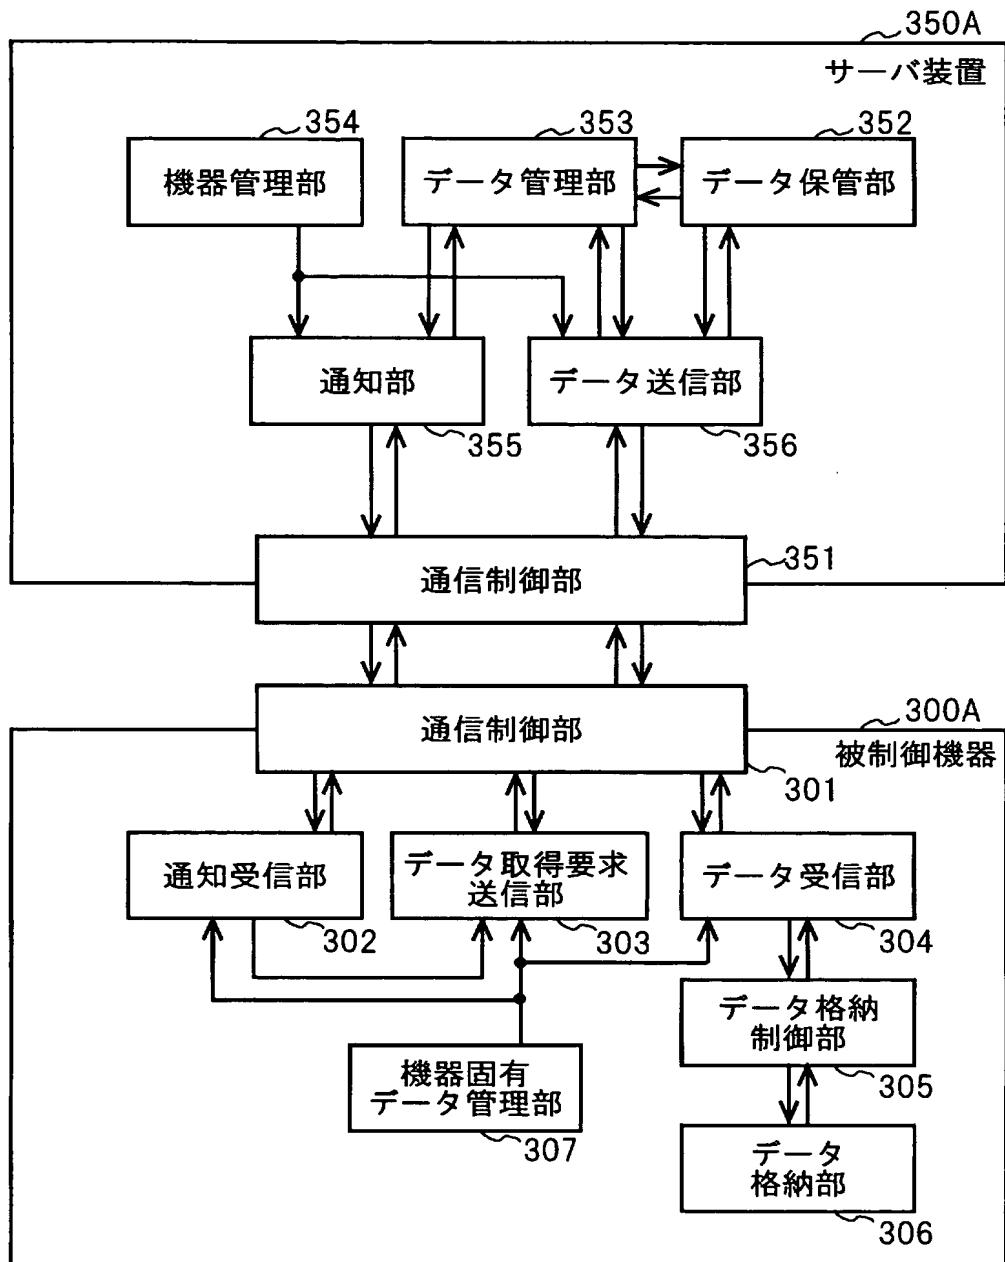 350A
サーバ装置
354
353
352
機器管理部
データ管理部
データ保管部
通知部
データ送信部
355
356
351
通信制御部
通信制御部
300A
被制御機器
301
通知受信部
データ取得要求
送信部
データ受信部
302
303
304
データ格納
制御部
305
機器固有
データ管理部
307
データ
格納部
306